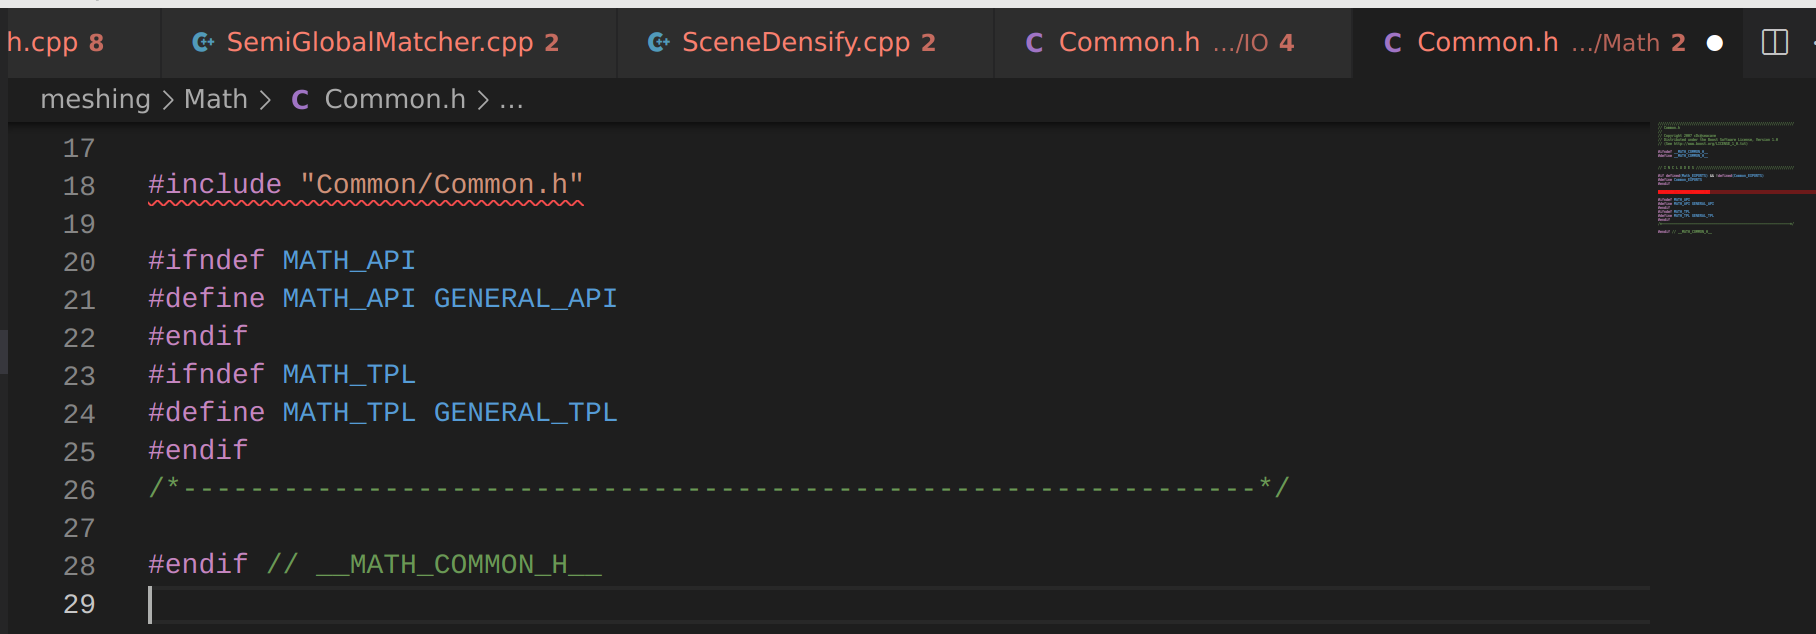 h.cpp 8 SemiGlobalMatcher.cpp 2 SceneDensify.cpp 2 C Common.h .../IO 4 C Common.h .../Math 2
meshing > Math > C Common.h > ...
17
18 #include "Common/Common.h"
19
20 #ifndef MATH_API
21 #define MATH_API GENERAL_API
22 #endif
23 #ifndef MATH_TPL
24 #define MATH_TPL GENERAL_TPL
25 #endif
26 /*----------------------------------------------------------------*/
27
28 #endif // __MATH_COMMON_H__
29